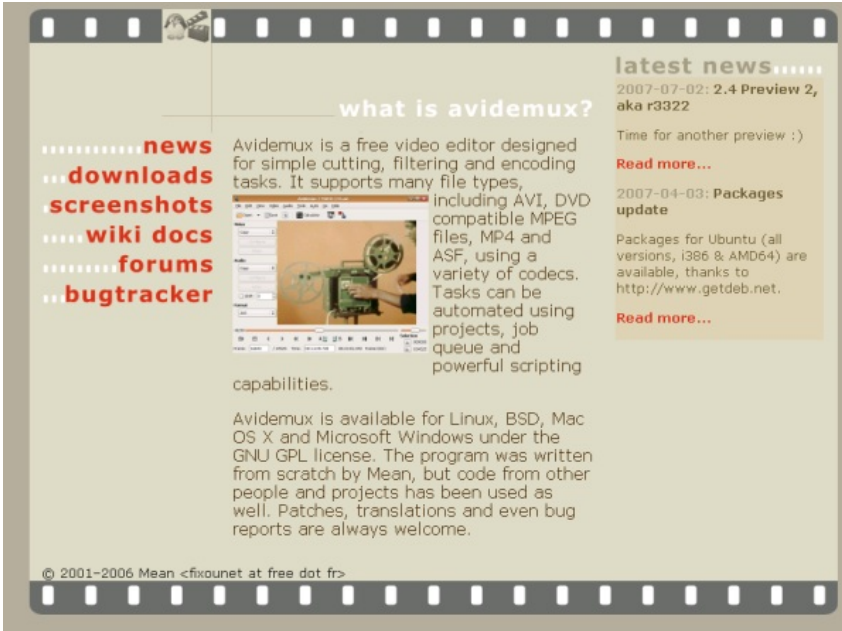 latest news
what is avidemux?
news
downloads
screenshots
wiki docs
forums
bugtracker
Avidemux is a free video editor designed
for simple cutting, filtering and encoding
tasks. It supports many file types,
including AVI, DVD
compatible MPEG
files, MP4 and
ASF, using a
variety of codecs.
Tasks can be
automated using
projects, job
queue and
powerful scripting
capabilities.
Avidemux is available for Linux, BSD, Mac
OS X and Microsoft Windows under the
GNU GPL license. The program was written
from scratch by Mean, but code from other
people and projects has been used as
well. Patches, translations and even bug
reports are always welcome.
2007-07-02: 2.4 Preview 2,
aka r3322
Time for another preview :)
Read more...
2007-04-03: Packages
update
Packages for Ubuntu (all
versions, i386 & AMD64) are
available, thanks to
http://www.getdeb.net.
Read more...
© 2001-2006 Mean <fixounet at free dot fr>